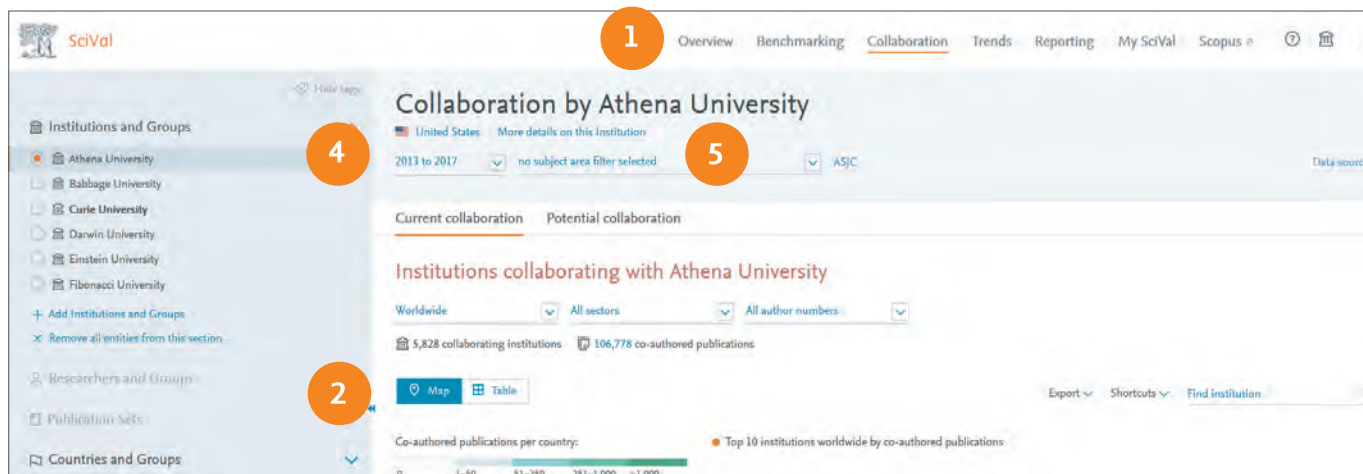 SciVal
1
Overview Benchmarking Collaboration Trends Reporting My SciVal Scopus
Hide tags
Institutions and Groups
Athena University
Babbage University
Curie University
Darwin University
Einstein University
Fibonacci University
+ Add Institutions and Groups
× Remove all entities from this section
Researchers and Groups
Publication Sets
Countries and Groups
4
2
Collaboration by Athena University
United States More details on this Institution
2013 to 2017 no subject area filter selected 5 ASJC Data sourc
Current collaboration Potential collaboration
Institutions collaborating with Athena University
Worldwide All sectors All author numbers
5,828 collaborating institutions 106,778 co-authored publications
Map Table Export Shortcuts Find institution
Co-authored publications per country: Top 10 institutions worldwide by co-authored publications